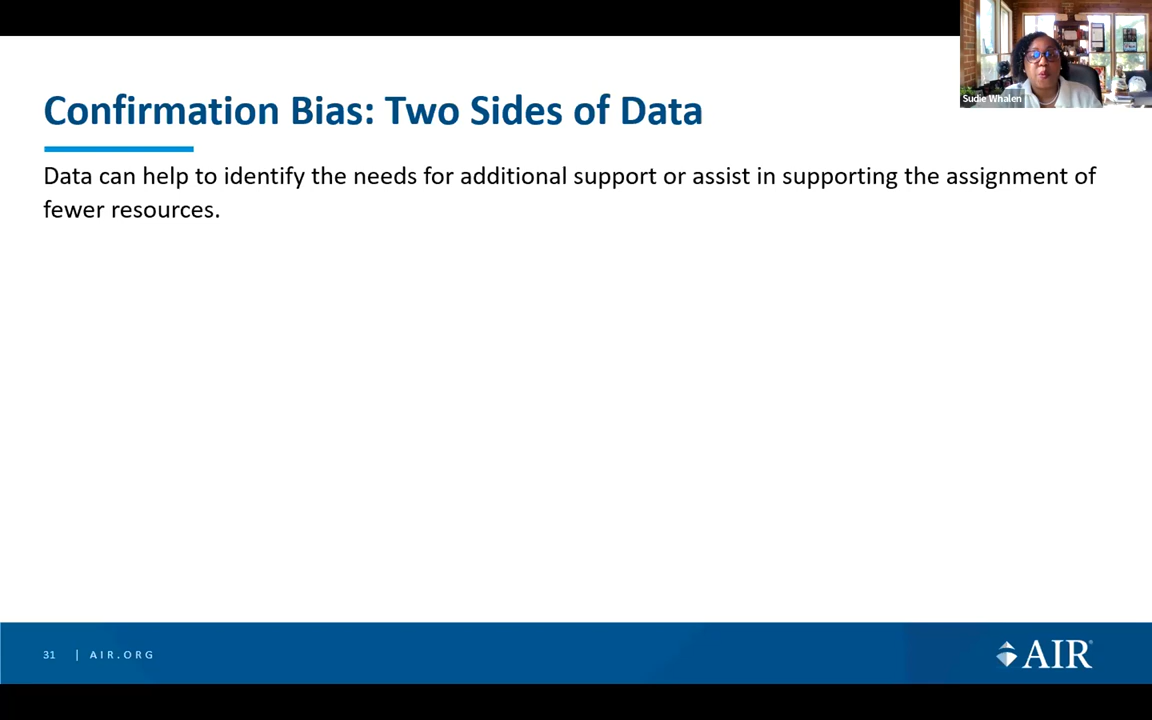 Confirmation Bias: Two Sides of Data
Sudie Whalen
Data can help to identify the needs for additional support or assist in supporting the assignment of
fewer resources.
31 | AIR.ORG
AIR®